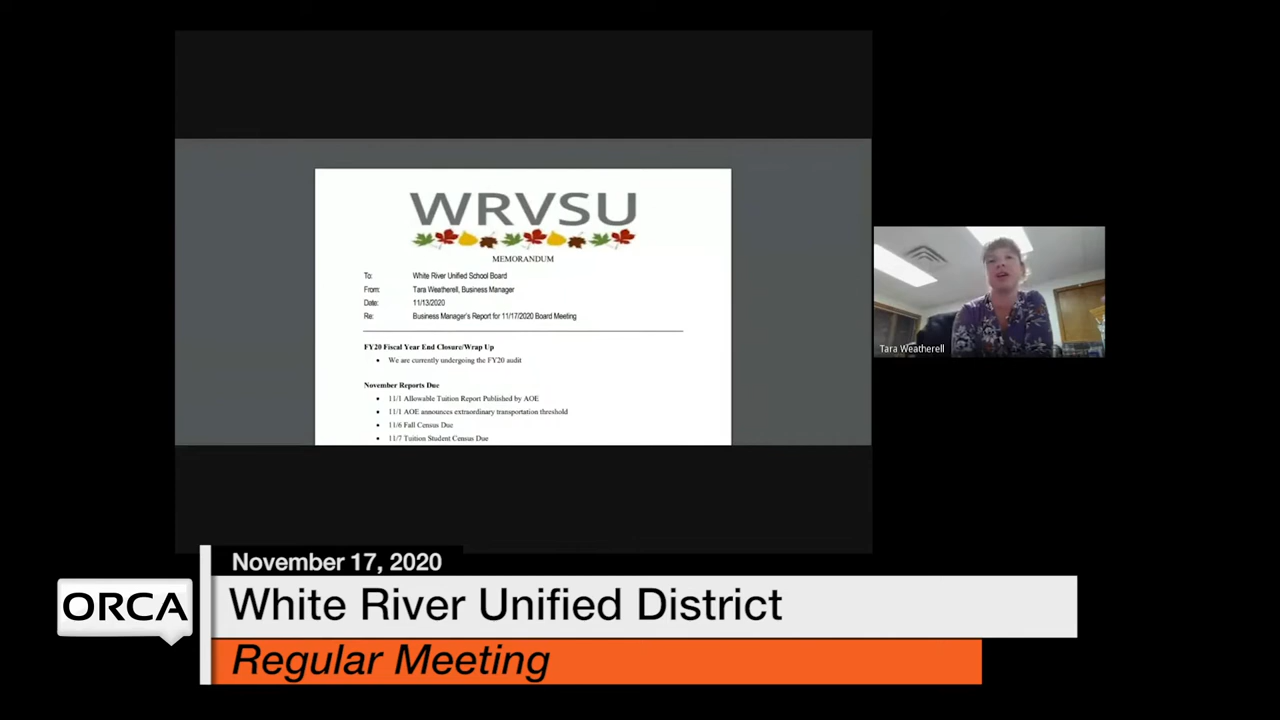 WRVSU
MEMORANDUM
To: White River Unified School Board
From: Tara Weatherell, Business Manager
Date: 11/13/2020
Re: Business Manager's Report for 11/17/2020 Board Meeting
FY20 Fiscal Year End Closure/Wrap Up
• We are currently undergoing the FY20 audit
November Reports Due
• 11/1 Allowable Tuition Report Published by AOE
• 11/1 AOE announces extraordinary transportation threshold
• 11/6 Fall Census Due
• 11/7 Tuition Student Census Due
Tara Weatherell
November 17, 2020
ORCA
White River Unified District
Regular Meeting